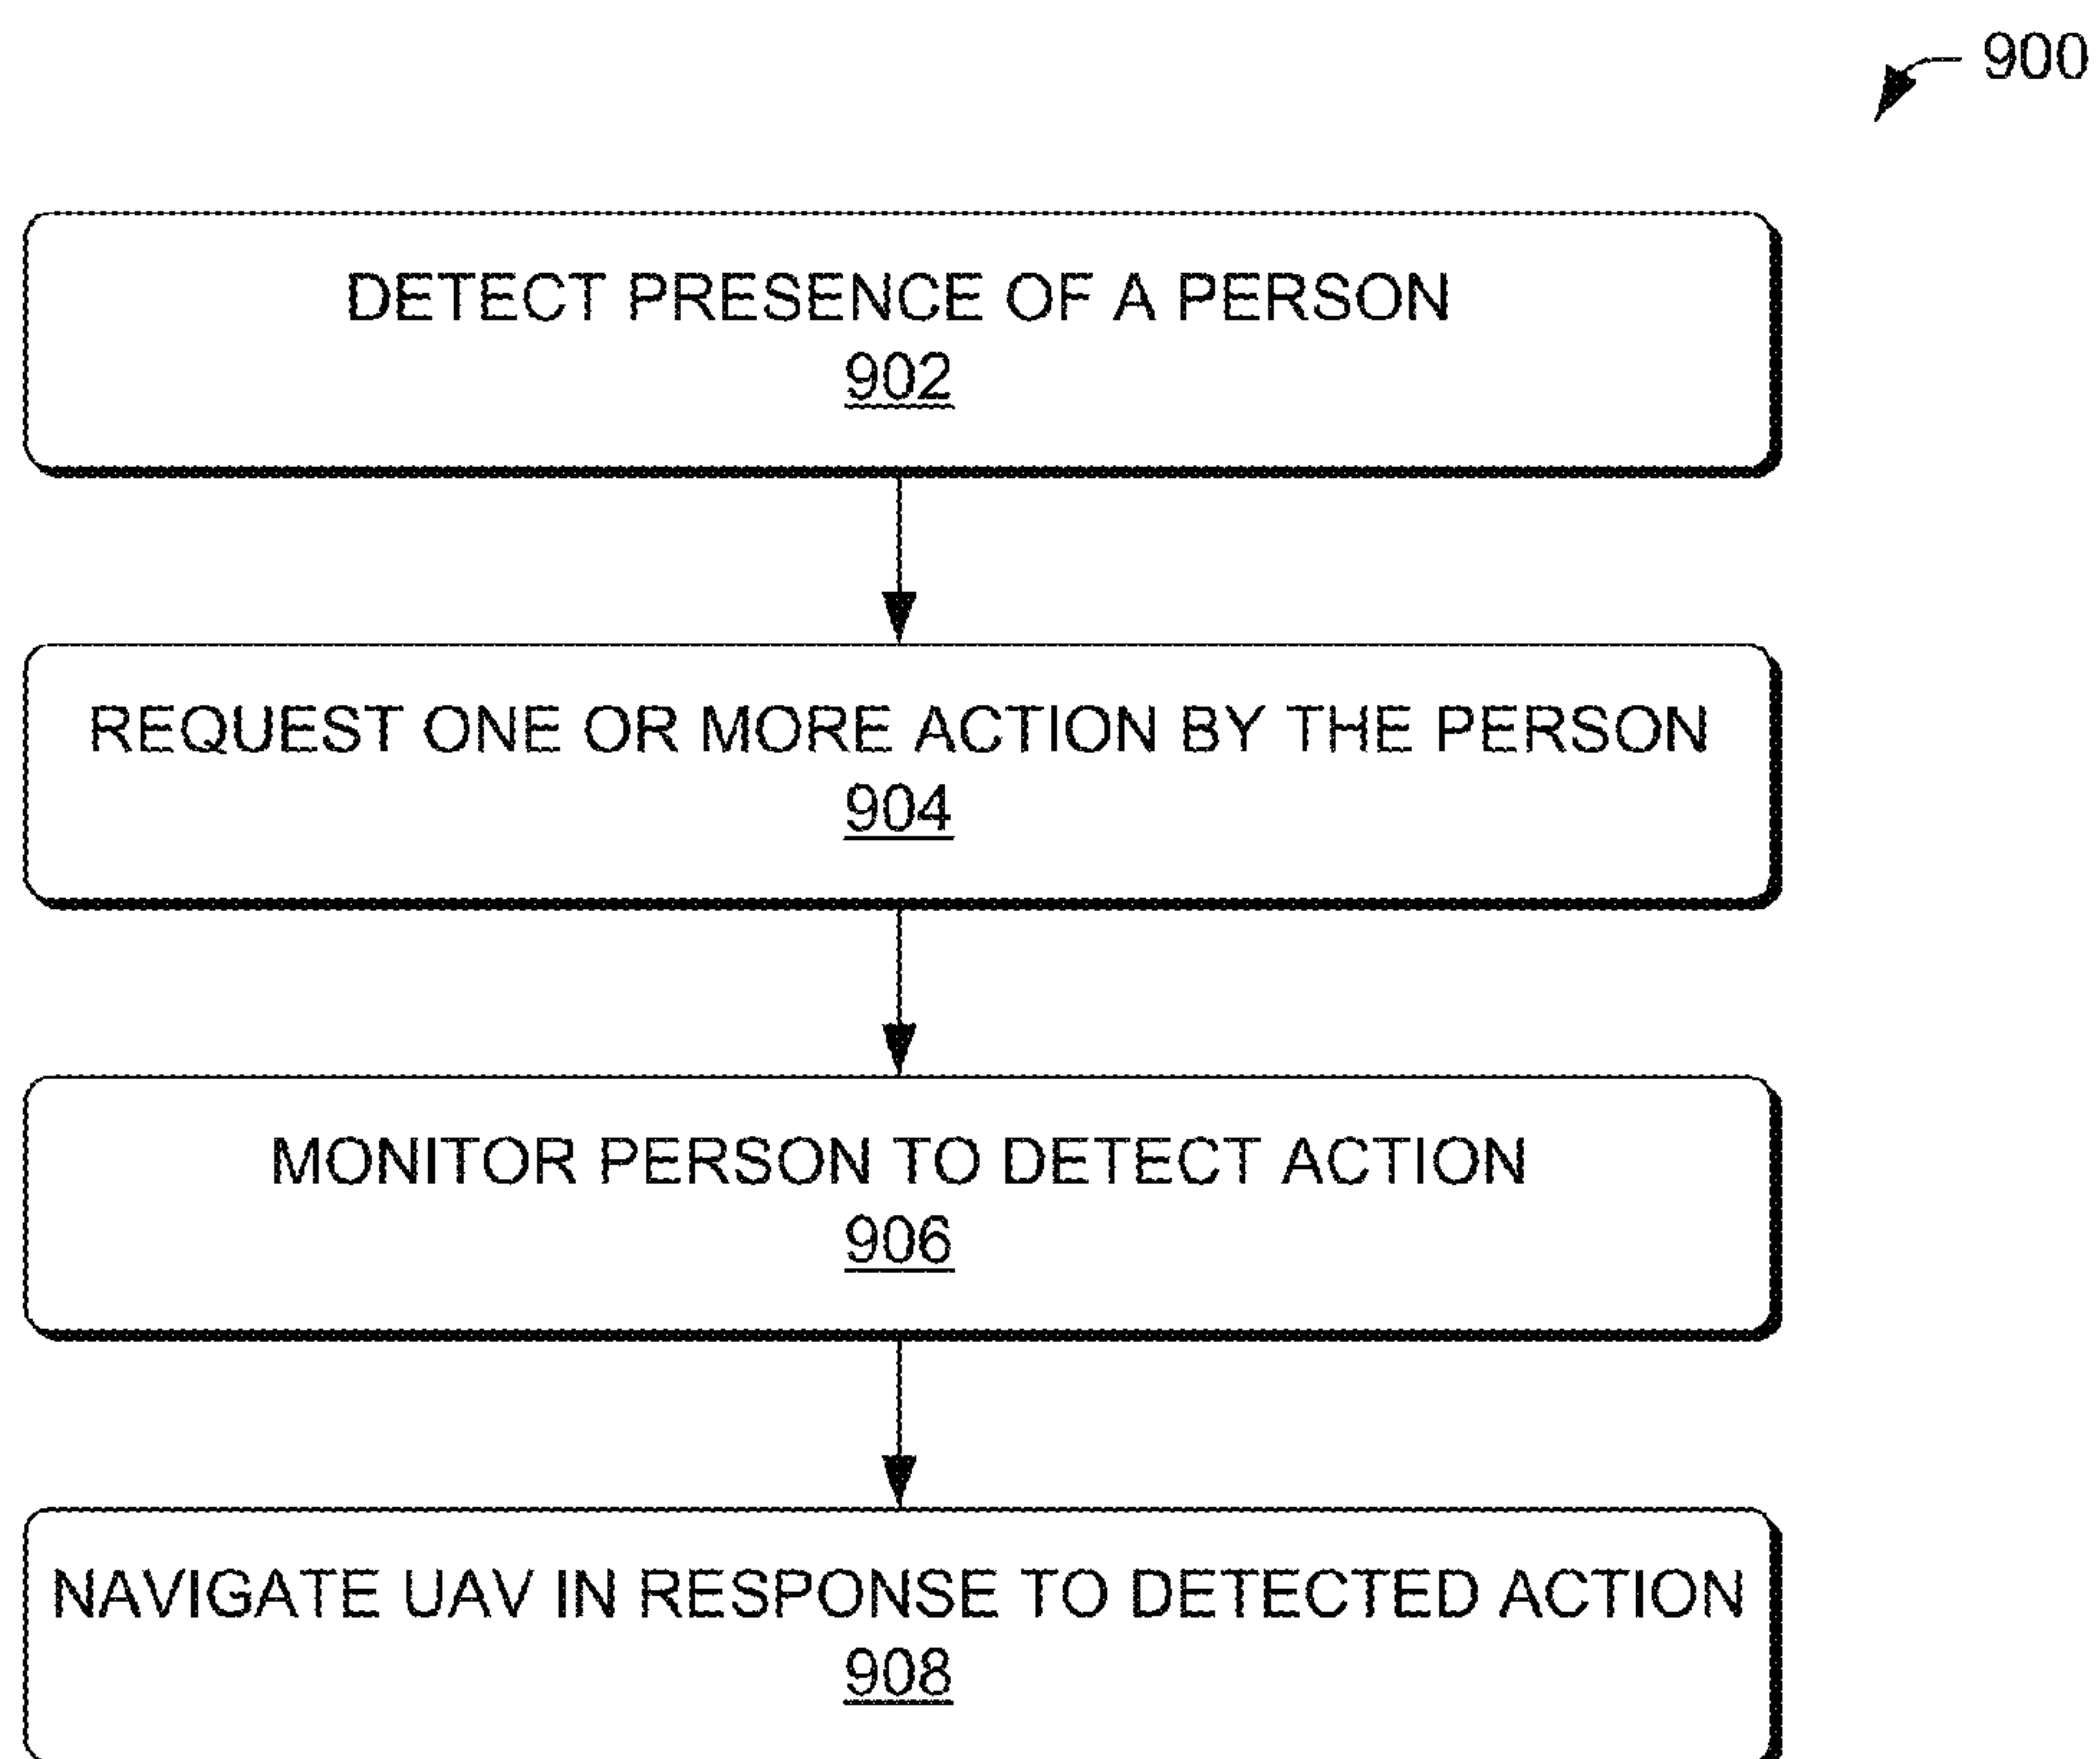 900
DETECT PRESENCE OF A PERSON
902
REQUEST ONE OR MORE ACTION BY THE PERSON
904
MONITOR PERSON TO DETECT ACTION
906
NAVIGATE UAV IN RESPONSE TO DETECTED ACTION
908